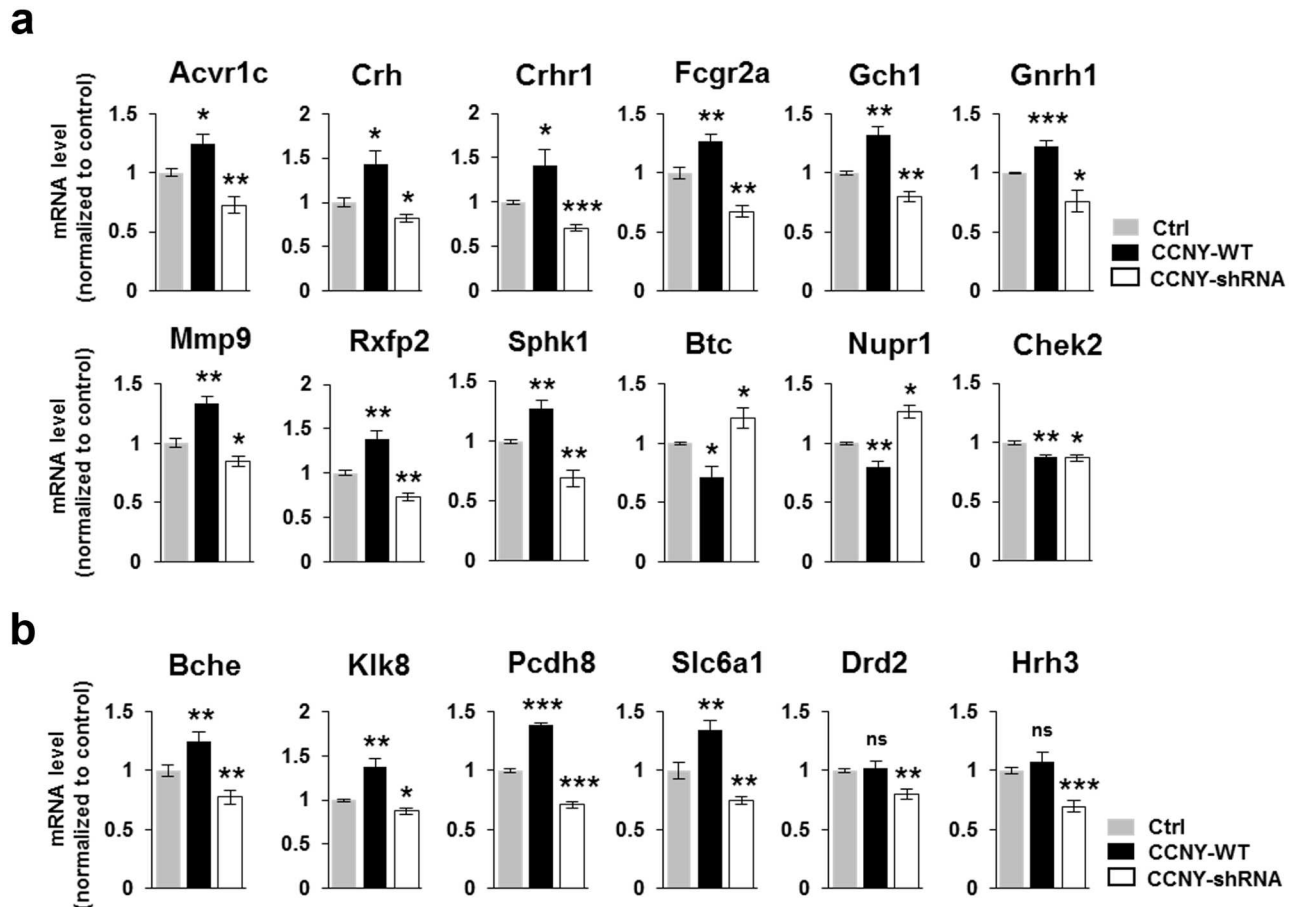 a
Acvr1c Crh Crhr1 Fcgr2a Gch1 Gnrh1
mRNA level
(normalized to control)
1.5 2 2 1.5 1.5 1.5
* * * ** ** ***
1 1.5 1.5 1 1 1
** * *** ** ** *
0.5 1 1 0.5 0.5 0.5
0.5 0.5
0 0 0 0 0 0
Ctrl
CCNY-WT
CCNY-shRNA
Mmp9 Rxfp2 Sphk1 Btc Nupr1 Chek2
mRNA level
(normalized to control)
1.5 2 1.5 1.5 1.5 1.5
** ** ** * ** **
1 1.5 1 1 1 1
* ** ** * * *
0.5 1 0.5 0.5 0.5 0.5
0.5
0 0 0 0 0 0
b
Bche Klk8 Pcdh8 Slc6a1 Drd2 Hrh3
mRNA level
(normalized to control)
1.5 2 1.5 1.5 1.5 1.5
** ** *** ** ns ns
1 1.5 1 1 1 1
** * *** ** ** ***
0.5 1 0.5 0.5 0.5 0.5
0.5
0 0 0 0 0 0
Ctrl
CCNY-WT
CCNY-shRNA